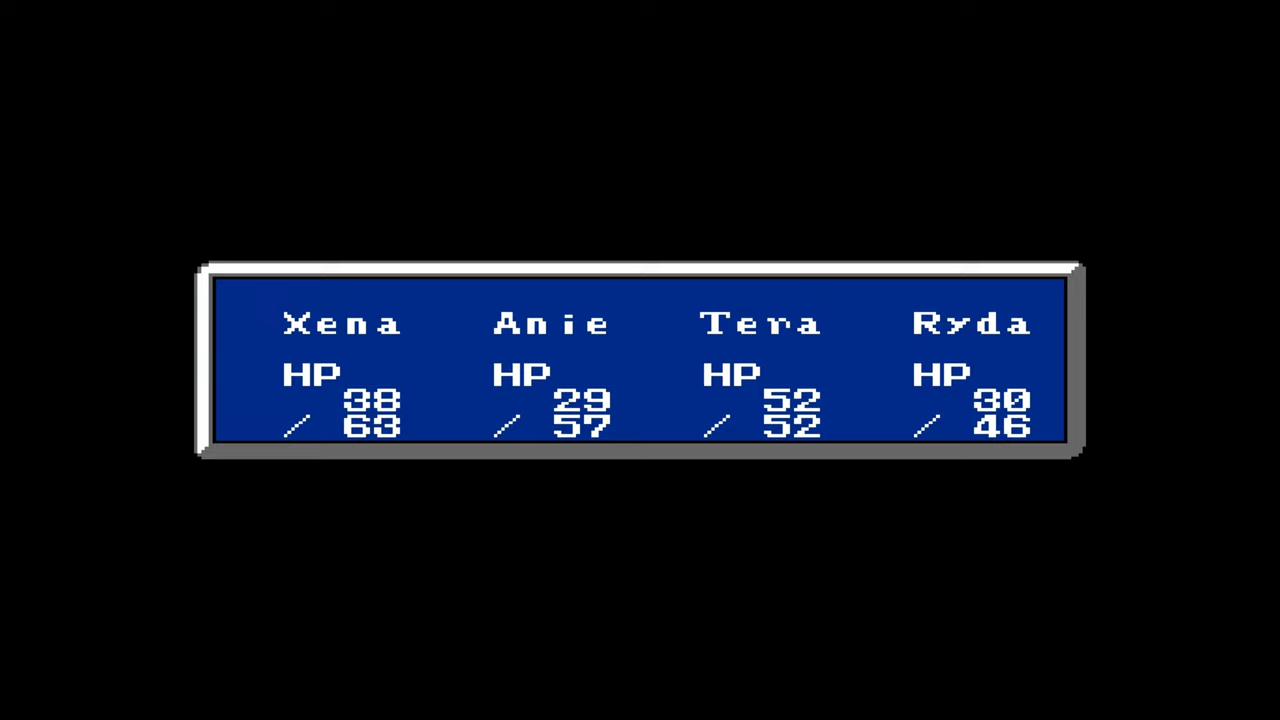 Xena Anie Tera Ryda
HP HP HP HP
38 29 52 30
/ 63 / 57 / 52 / 46